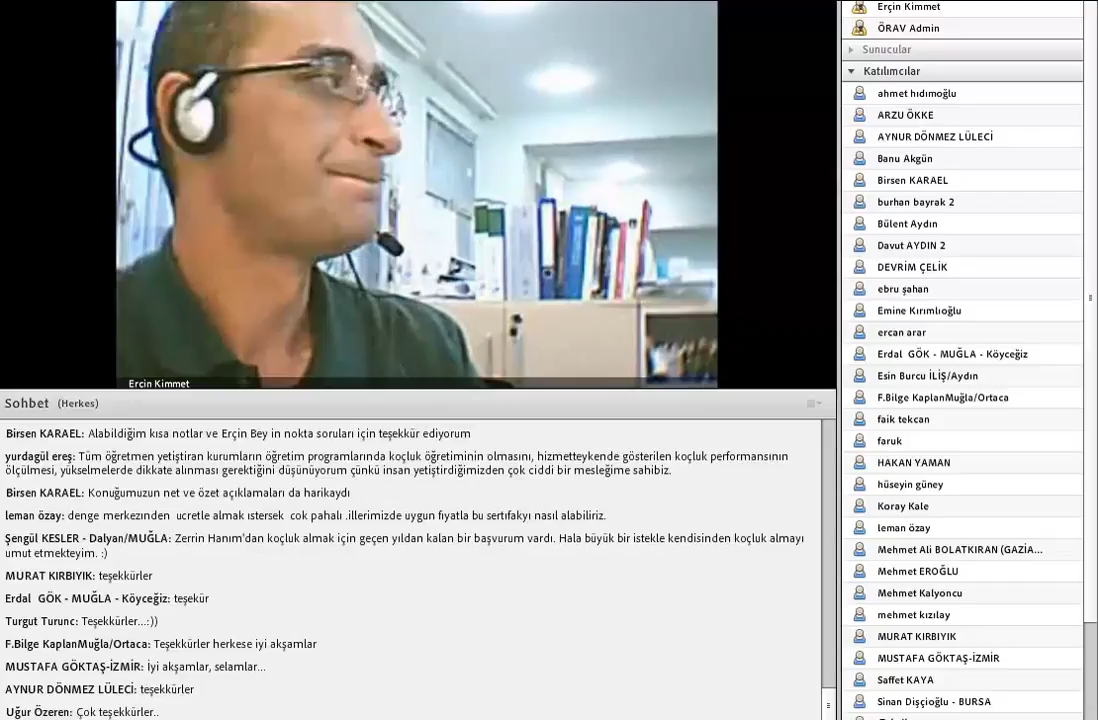 Erçin Kimmet
Sohbet (Herkes)
Birsen KARAEL: Alabildiğim kısa notlar ve Erçin Bey in nokta soruları için teşekkür ediyorum
yurdagül ereş: Tüm öğretmen yetiştiran kurumların öğretim programlarında koçluk öğretiminin olmasını, hizmetteykende gösterilen koçluk performansının
ölçülmesi, yükselmelerde dikkate alınması gerektiğini düşünüyorum çünkü insan yetiştirdiğimizden çok ciddi bir mesleğime sahibiz.
Birsen KARAEL: Konuğumuzun net ve özet açıklamaları da harikaydı
leman özay: denge merkezınden ucretle almak ıstersek cok pahalı .illerimizde uygun fiyatla bu sertıfakyı nasıl alabiliriz.
Şengül KESLER - Dalyan/MUĞLA: Zerrin Hanım'dan koçluk almak için geçen yıldan kalan bir başvurum vardı. Hala büyük bir istekle kendisinden koçluk almayı
umut etmekteyim. :)
MURAT KIRBIYIK: teşekkürler
Erdal GÖK - MUĞLA - Köyceğiz: teşekür
Turgut Turunc: Teşekkürler...:))
F.Bilge KaplanMuğla/Ortaca: Teşekkürler herkese iyi akşamlar
MUSTAFA GÖKTAŞ-İZMİR: İyi akşamlar, selamlar...
AYNUR DÖNMEZ LÜLECİ: teşekkürler
Uğur Özeren: Çok teşekkürler..
Erçin Kimmet
ÖRAV Admin
Sunucular
Katılımcılar
ahmet hıdımoğlu
ARZU ÖKKE
AYNUR DÖNMEZ LÜLECİ
Banu Akgün
Birsen KARAEL
burhan bayrak 2
Bülent Aydın
Davut AYDIN 2
DEVRİM ÇELİK
ebru şahan
Emine Kırımlıoğlu
ercan arar
Erdal GÖK - MUĞLA - Köyceğiz
Esin Burcu İLİŞ/Aydın
F.Bilge KaplanMuğla/Ortaca
faik tekcan
faruk
HAKAN YAMAN
hüseyin güney
Koray Kale
leman özay
Mehmet Ali BOLATKIRAN (GAZİA...
Mehmet EROĞLU
Mehmet Kalyoncu
mehmet kızılay
MURAT KIRBIYIK
MUSTAFA GÖKTAŞ-İZMİR
Saffet KAYA
Sinan Dişçioğlu - BURSA